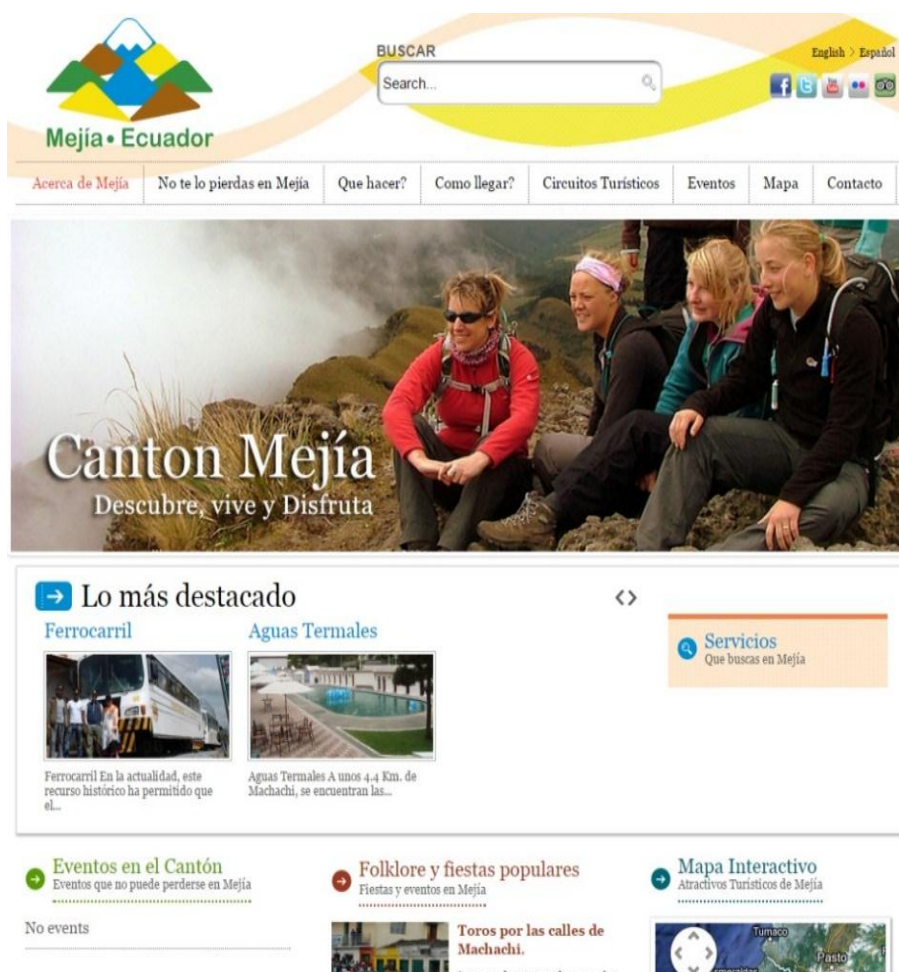 Mejía • Ecuador
BUSCAR
Search...
English > Español
Acerca de Mejía
No te lo pierdas en Mejía
Que hacer?
Como llegar?
Circuitos Turísticos
Eventos
Mapa
Contacto
Canton Mejía
Descubre, vive y Disfruta
Lo más destacado
Ferrocarril
Ferrocarril En la actualidad, este
recurso histórico ha permitido que
el...
Aguas Termales
Aguas Termales A unos 4.4 Km. de
Machachi, se encuentran las...
Servicios
Que buscas en Mejía
Eventos en el Cantón
Eventos que no puede perderse en Mejía
No events
Folklore y fiestas populares
Fiestas y eventos en Mejía
Toros por las calles de
Machachi.
Mapa Interactivo
Atractivos Turísticos de Mejía
Tumaco
Pasto